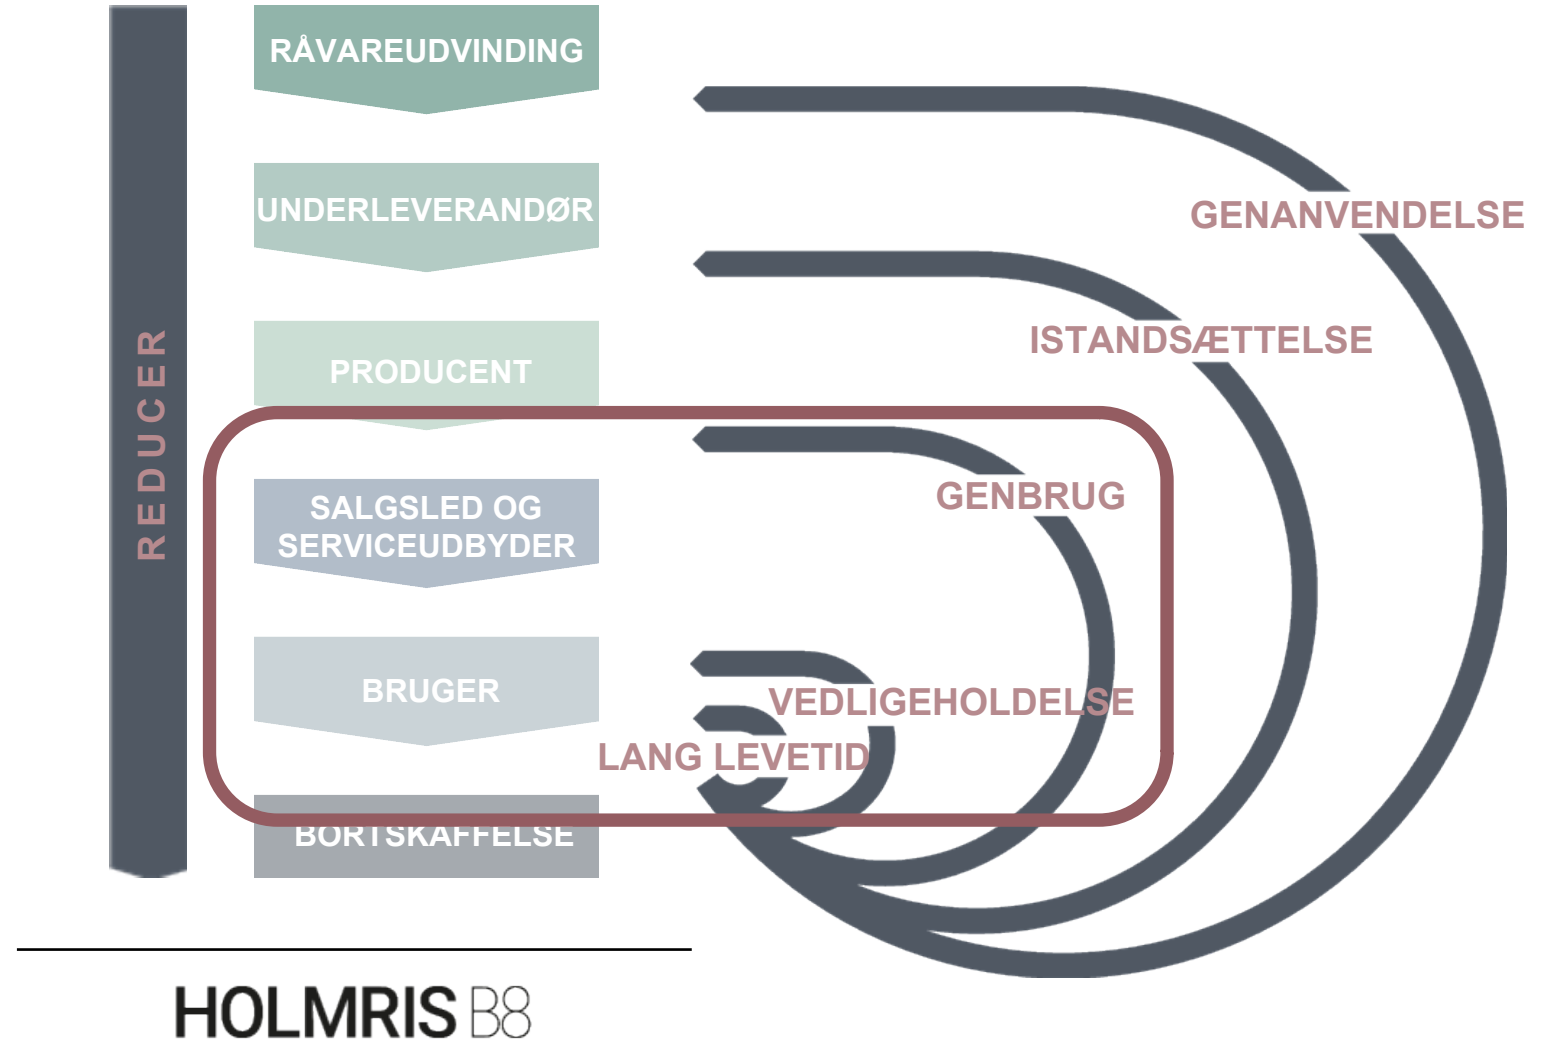 REDUCER
RÅVAREUDVINDING
UNDERLEVERANDØR
PRODUCENT
SALGSLED OG
SERVICEUDBYDER
BRUGER
BORTSKAFFELSE
GENANVENDELSE
ISTANDSÆTTELSE
GENBRUG
VEDLIGEHOLDELSE
LANG LEVETID
HOLMRIS B8